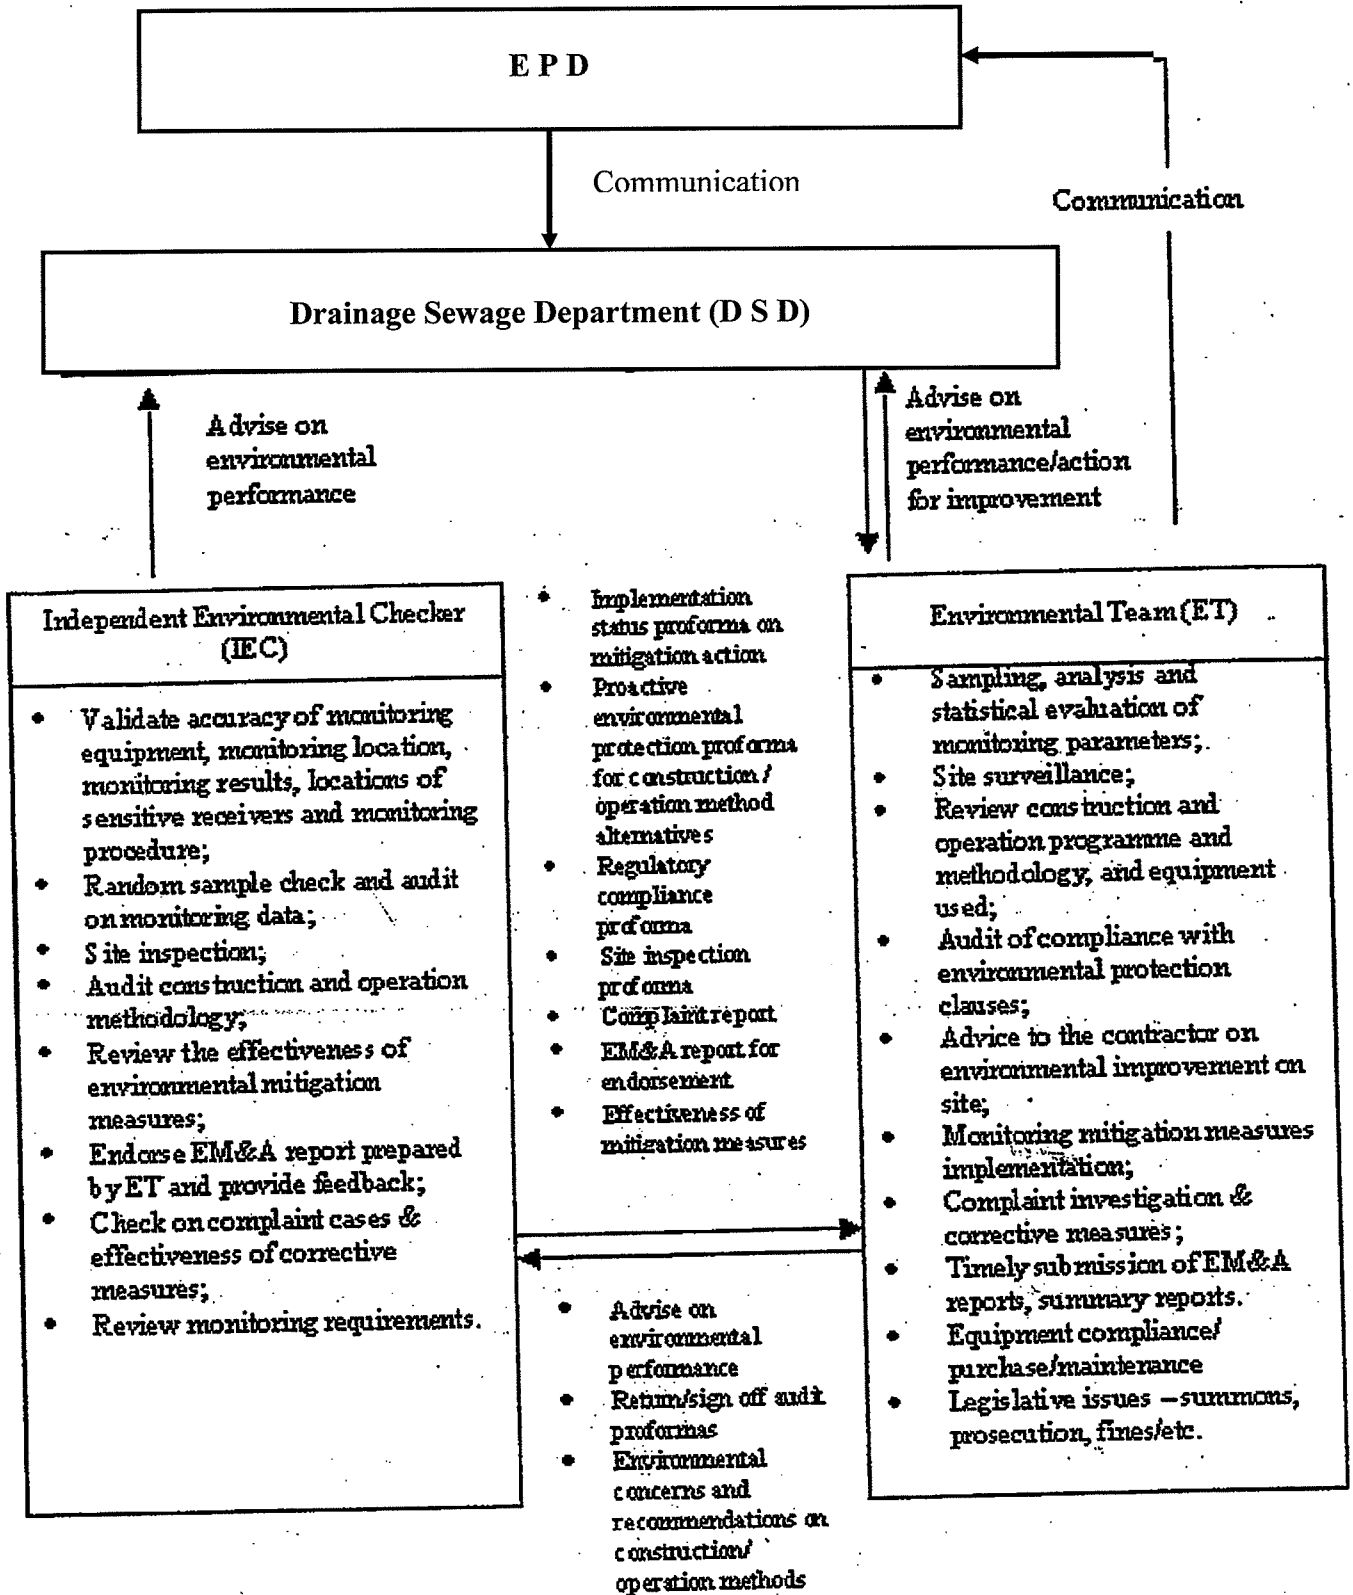 E P D
Communication
Communication
Drainage Sewage Department (D S D)
Advise on
environmental
performance
Advise on
environmental
performance/action
for improvement
Independent Environmental Checker
(IEC)
• Validate accuracy of monitoring
equipment, monitoring location,
monitoring results, locations of
sensitive receivers and monitoring
procedure;
• Random sample check and audit
on monitoring data;
• Site inspection;
• Audit construction and operation
methodology;
• Review the effectiveness of
environmental mitigation
measures;
• Endorse EM&A report prepared
by ET and provide feedback;
• Check on complaint cases &
effectiveness of corrective
measures;
• Review monitoring requirements.
• Implementation
status proforma on
mitigation action
• Proactive
environmental
protection proforma
for construction/
operation method
alternatives
• Regulatory
compliance
proforma
• Site inspection
proforma
• Complaint report
• EM&A report for
endorsement
• Effectiveness of
mitigation measures
• Advise on
environmental
performance
• Return/sign off audit
proformas
• Environmental
concerns and
recommendations on
construction/
operation methods
Environmental Team (ET)
• Sampling, analysis and
statistical evaluation of
monitoring parameters;
• Site surveillance;
• Review construction and
operation programme and
methodology, and equipment
used;
• Audit of compliance with
environmental protection
clauses;
• Advice to the contractor on
environmental improvement on
site;
• Monitoring mitigation measures
implementation;
• Complaint investigation &
corrective measures;
• Timely submission of EM&A
reports, summary reports.
• Equipment compliance/
purchase/maintenance
• Legislative issues – summons,
prosecution, fines/etc.